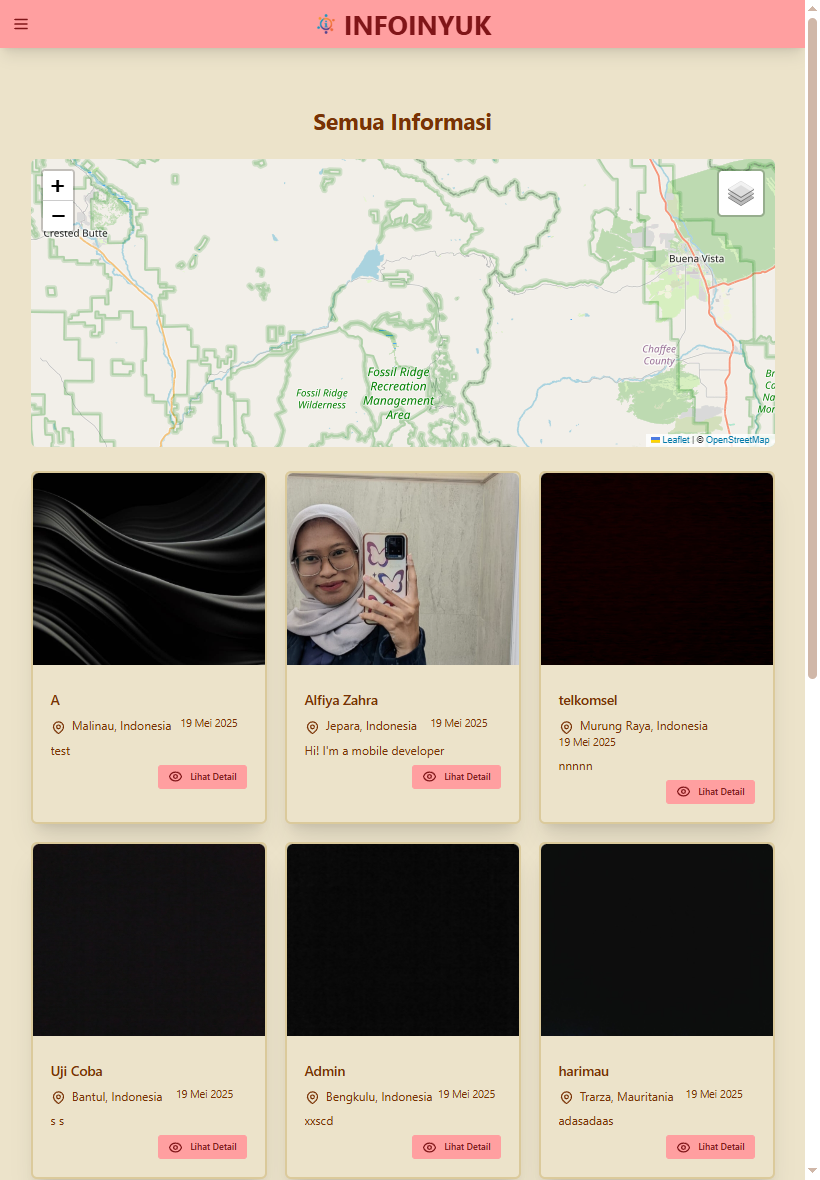 INFOINYUK
Semua Informasi
+
−
Crested Butte
Buena Vista
Chaffee
County
Fossil Ridge
Wilderness
Fossil Ridge
Recreation
Management
Area
Br
Ca
Na
Mon
Leaflet | © OpenStreetMap
A
Malinau, Indonesia 19 Mei 2025
test
Lihat Detail
Alfiya Zahra
Jepara, Indonesia 19 Mei 2025
Hi! I'm a mobile developer
Lihat Detail
telkomsel
Murung Raya, Indonesia
19 Mei 2025
nnnnn
Lihat Detail
Uji Coba
Bantul, Indonesia 19 Mei 2025
s s
Lihat Detail
Admin
Bengkulu, Indonesia 19 Mei 2025
xxscd
Lihat Detail
harimau
Trarza, Mauritania 19 Mei 2025
adasadaas
Lihat Detail